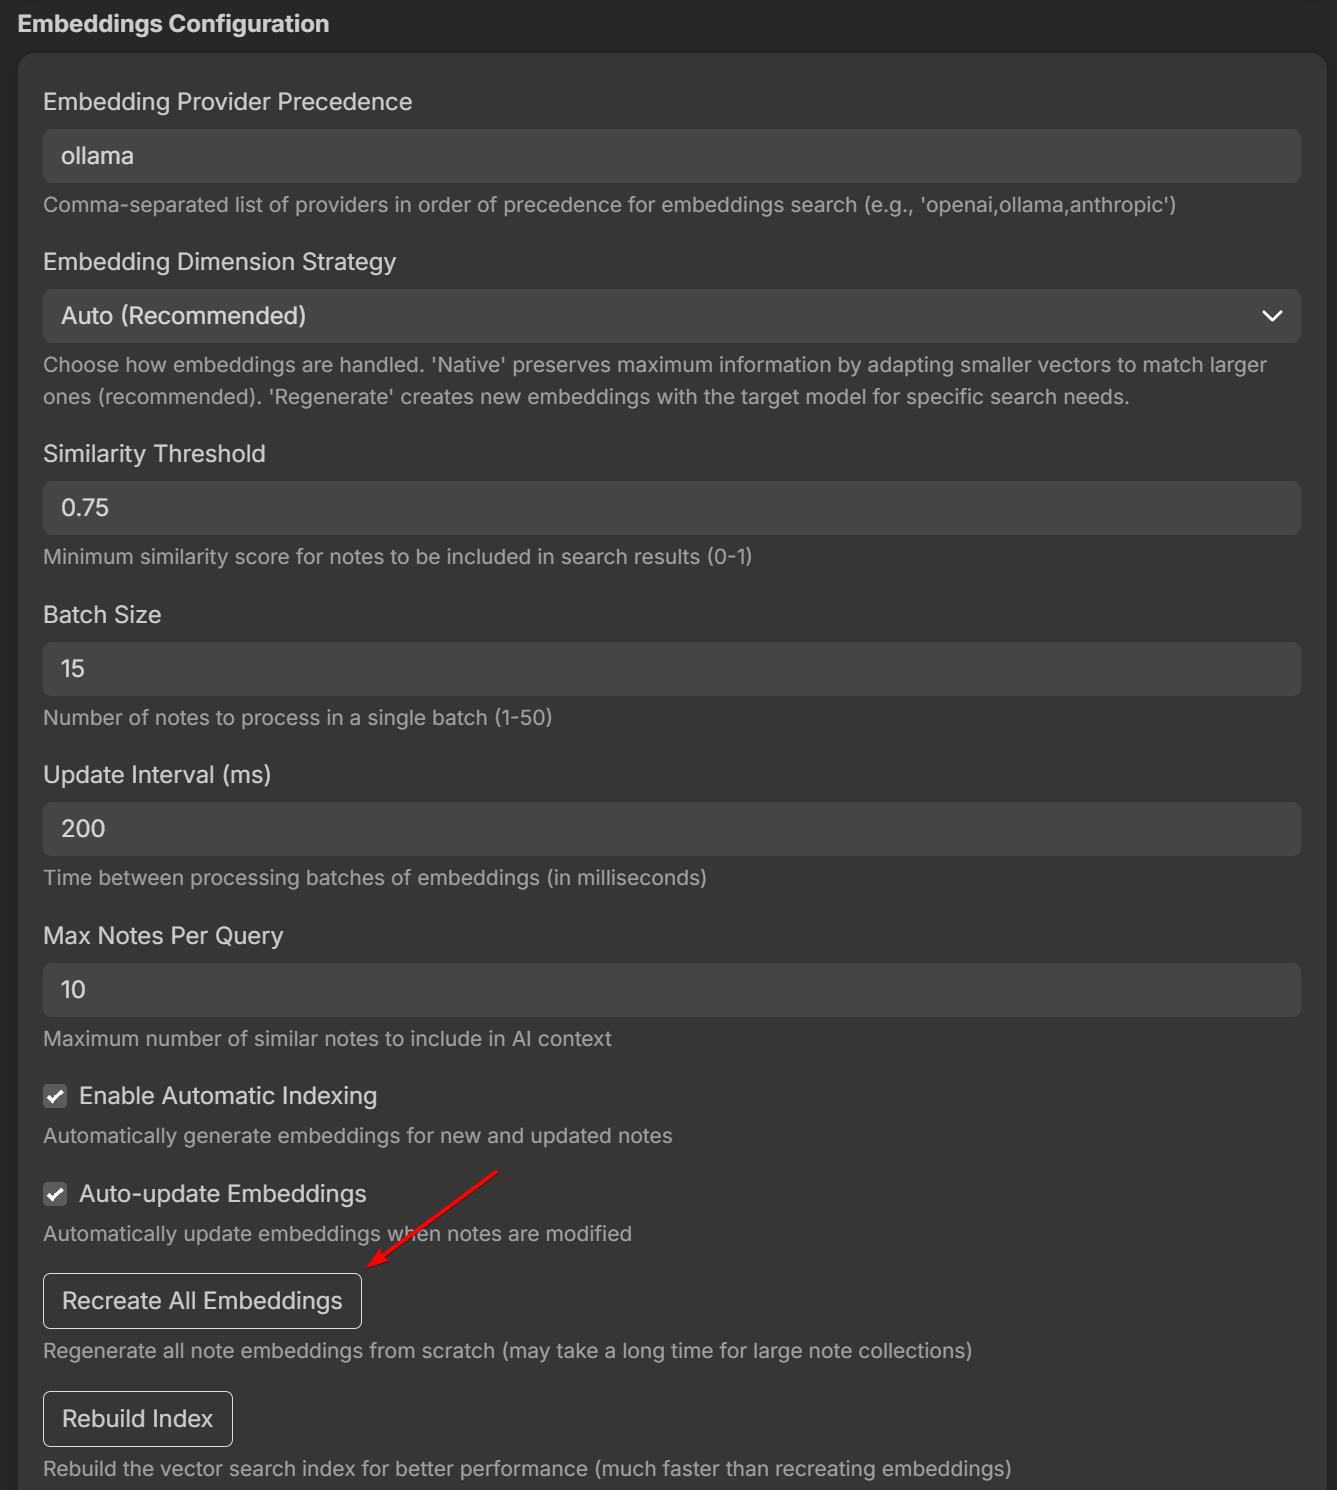 Embeddings Configuration
Embedding Provider Precedence
ollama
Comma-separated list of providers in order of precedence for embeddings search (e.g., 'openai,ollama,anthropic')
Embedding Dimension Strategy
Auto (Recommended)
Choose how embeddings are handled. 'Native' preserves maximum information by adapting smaller vectors to match larger
ones (recommended). 'Regenerate' creates new embeddings with the target model for specific search needs.
Similarity Threshold
0.75
Minimum similarity score for notes to be included in search results (0-1)
Batch Size
15
Number of notes to process in a single batch (1-50)
Update Interval (ms)
200
Time between processing batches of embeddings (in milliseconds)
Max Notes Per Query
10
Maximum number of similar notes to include in AI context
Enable Automatic Indexing
Automatically generate embeddings for new and updated notes
Auto-update Embeddings
Automatically update embeddings when notes are modified
Recreate All Embeddings
Regenerate all note embeddings from scratch (may take a long time for large note collections)
Rebuild Index
Rebuild the vector search index for better performance (much faster than recreating embeddings)